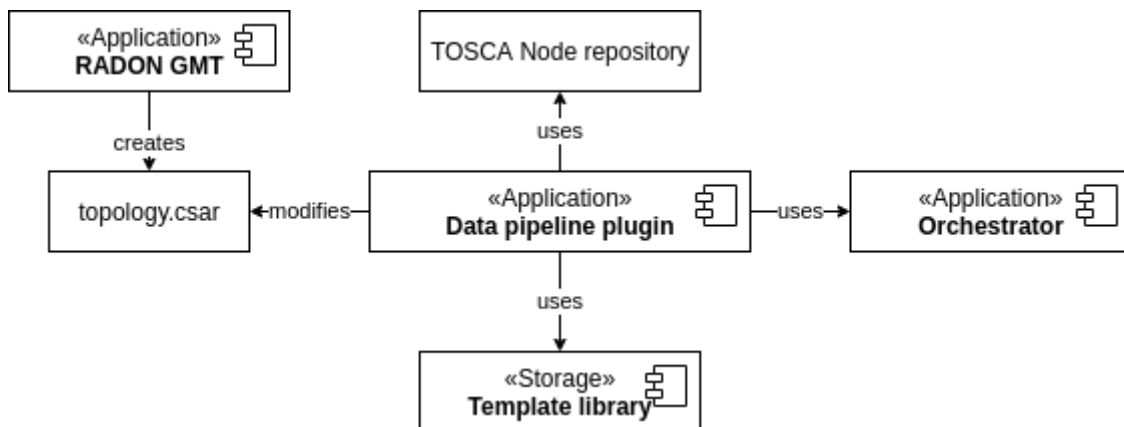 «Application»
RADON GMT
TOSCA Node repository
creates
uses
topology.csar
modifies
«Application»
Data pipeline plugin
uses
«Application»
Orchestrator
uses
«Storage»
Template library